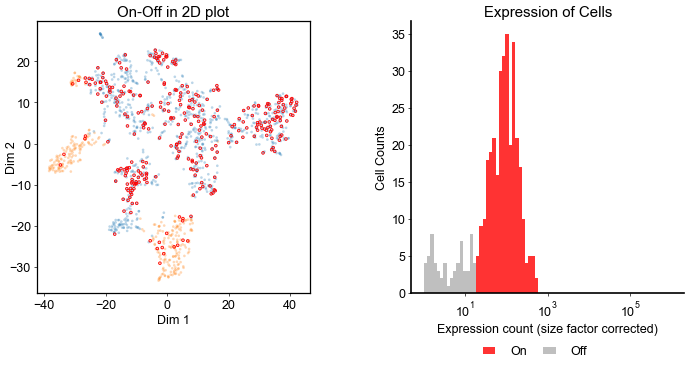 On-Off in 2D plot
Dim 2
20
10
0
−10
−20
−30
−40
−20
0
20
40
Dim 1
Expression of Cells
Cell Counts
35
30
25
20
15
10
5
0
10^1
10^3
10^5
Expression count (size factor corrected)
On
Off